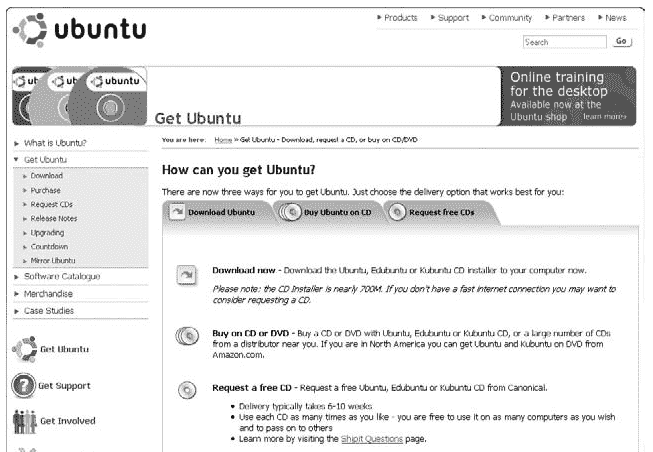 ubuntu
Products Support Community Partners News
Search Go
ubuntu
Get Ubuntu
Online training
for the desktop
Available now at the
Ubuntu shop learn more»
What is Ubuntu?
Get Ubuntu
Download
Purchase
Request CDs
Release Notes
Upgrading
Countdown
Mirror Ubuntu
Software Catalogue
Merchandise
Case Studies
Get Ubuntu
Get Support
Get Involved
You are here: Home » Get Ubuntu - Download, request a CD, or buy on CD/DVD
How can you get Ubuntu?
There are now three ways for you to get Ubuntu. Just choose the delivery option that works best for you:
Download Ubuntu Buy Ubuntu on CD Request free CDs
Download now - Download the Ubuntu, Edubuntu or Kubuntu CD installer to your computer now.
Please note: the CD Installer is nearly 700M. If you don't have a fast internet connection you may want to
consider requesting a CD.
Buy on CD or DVD - Buy a CD or DVD with Ubuntu, Edubuntu or Kubuntu CD, or a large number of CDs
from a distributor near you. If you are in North America you can get Ubuntu and Kubuntu on DVD from
Amazon.com.
Request a free CD - Request a free Ubuntu, Edubuntu or Kubuntu CD from Canonical.
• Delivery typically takes 6-10 weeks
• Use each CD as many times as you like - you are free to use it on as many computers as you wish
and to pass on to others
• Learn more by visiting the Shipit Questions page.